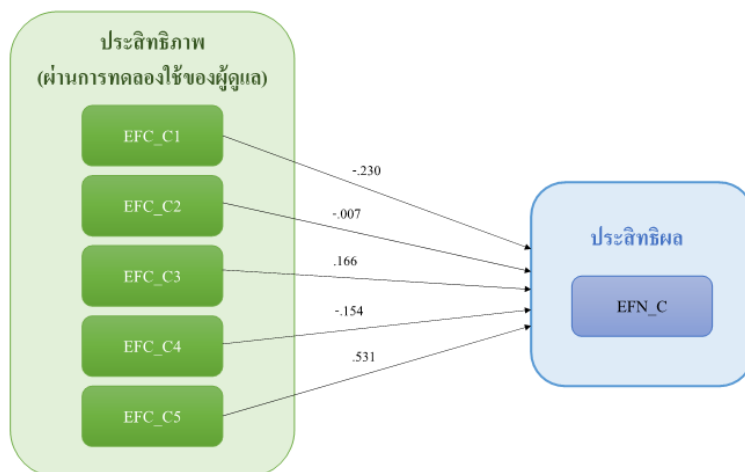 ประสิทธิภาพ
(ผ่านการทดลองใช้ของผู้ดูแล)
EFC_C1
EFC_C2
EFC_C3
EFC_C4
EFC_C5
-.230
-.007
.166
-.154
.531
ประสิทธิผล
EFN_C